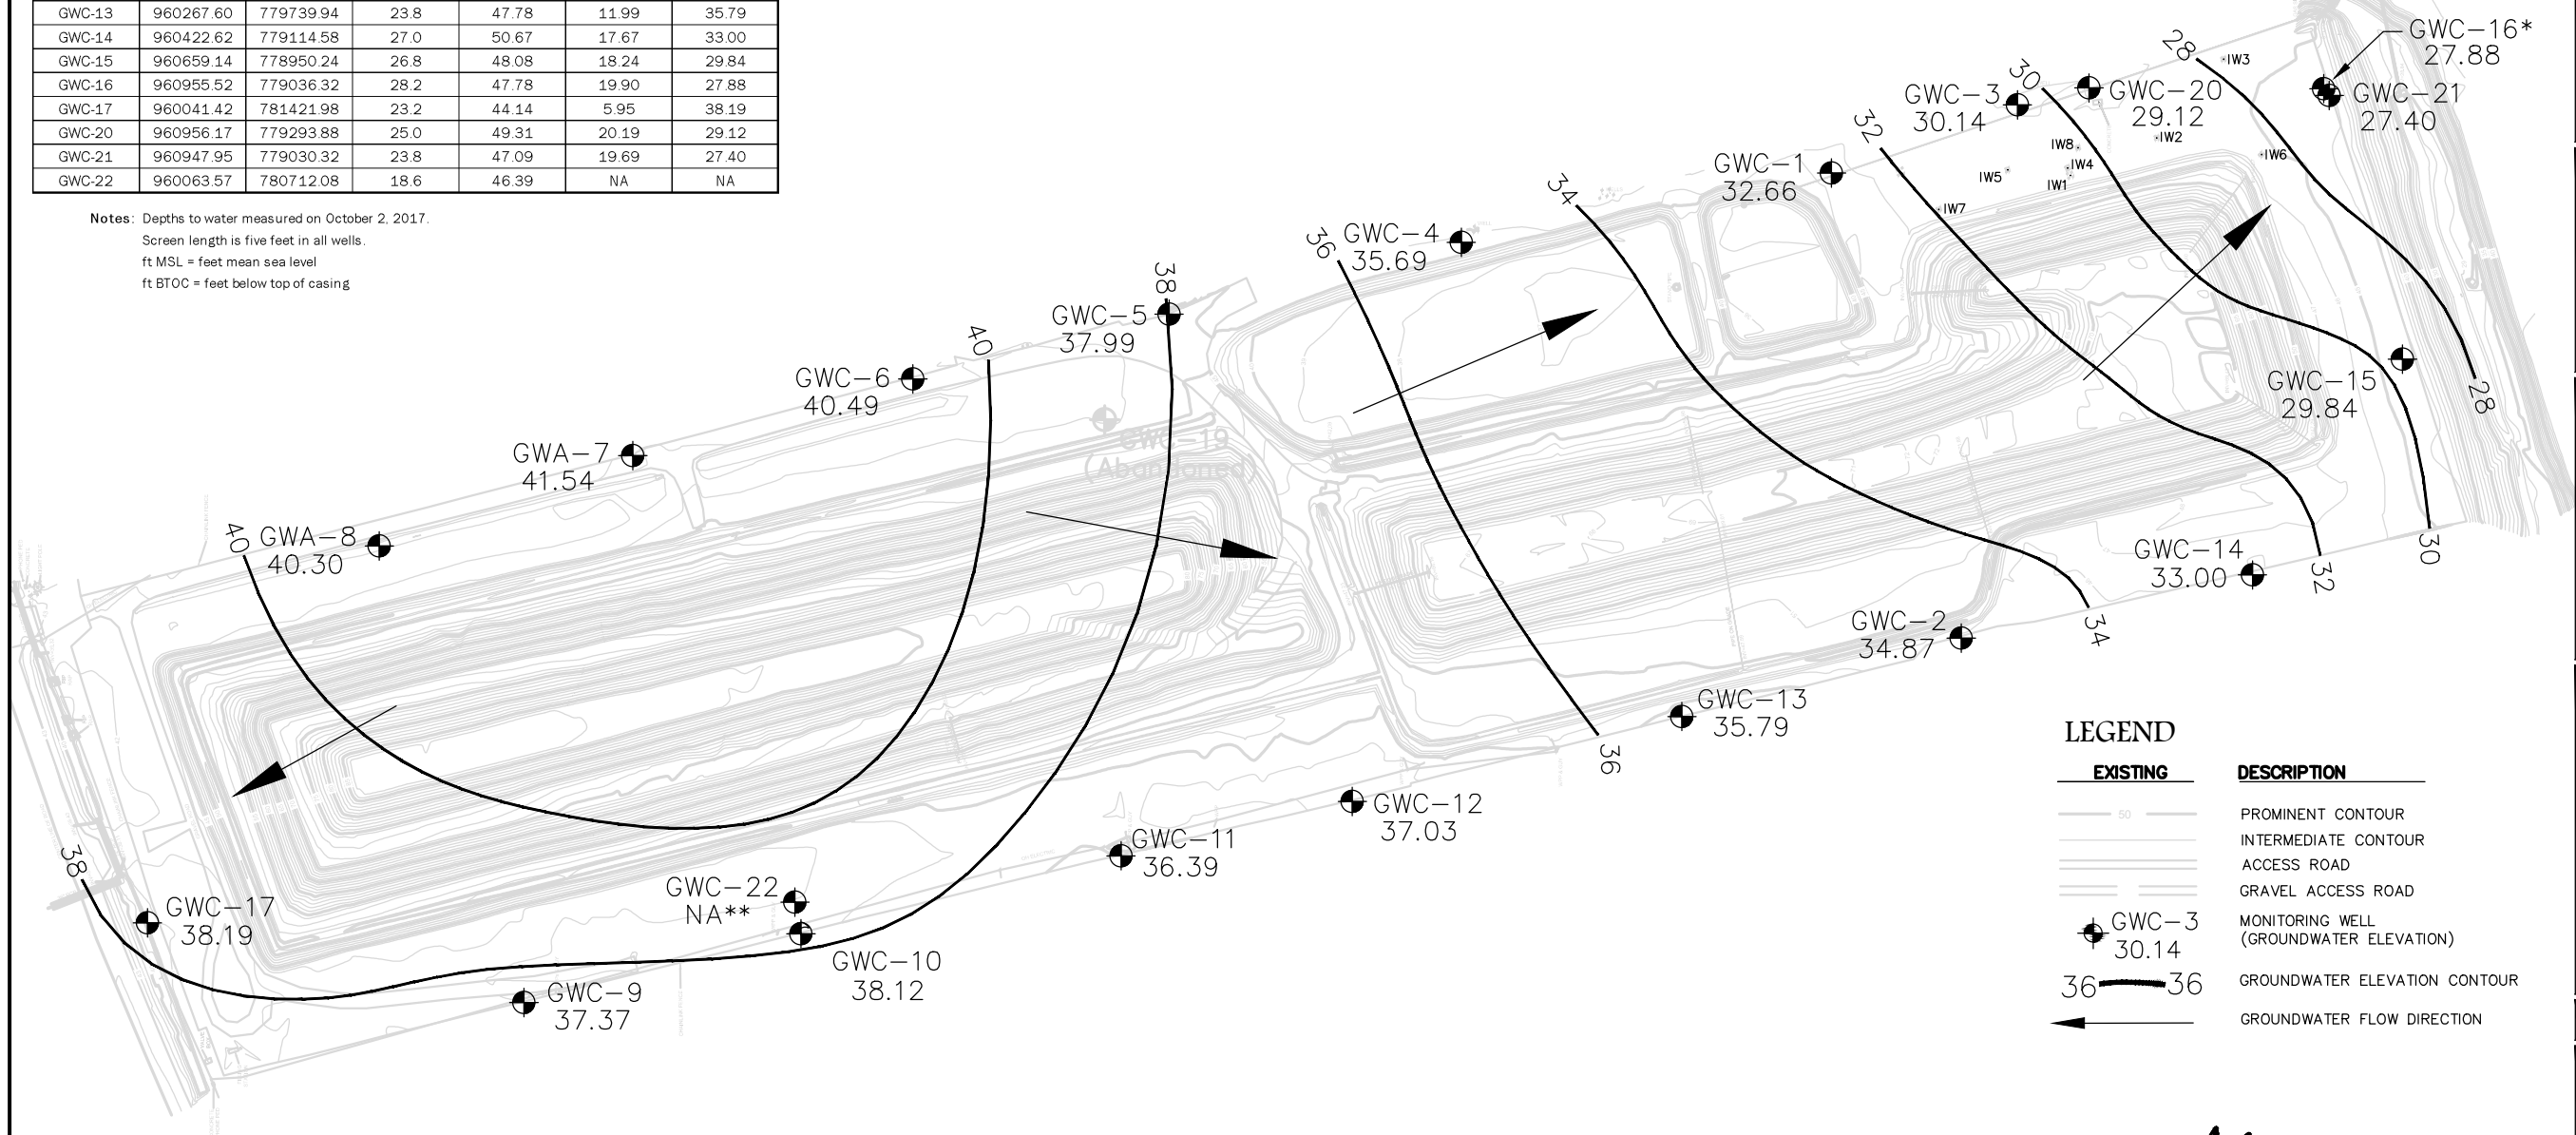 GWC-13 960267.60 779739.94 23.8 47.78 11.99 35.79
GWC-14 960422.62 779114.58 27.0 50.67 17.67 33.00
GWC-15 960659.14 778950.24 26.8 48.08 18.24 29.84
GWC-16 960955.52 779036.32 28.2 47.78 19.90 27.88
GWC-17 960041.42 781421.98 23.2 44.14 5.95 38.19
GWC-20 960956.17 779293.88 25.0 49.31 20.19 29.12
GWC-21 960947.95 779030.32 23.8 47.09 19.69 27.40
GWC-22 960063.57 780712.08 18.6 46.39 NA NA
Notes: Depths to water measured on October 2, 2017.
Screen length is five feet in all wells.
ft MSL = feet mean sea level
ft BTOC = feet below top of casing
GWC-16*
27.88
GWC-21
27.40
28
IW3
GWC-20
29.12
30
GWC-3
30.14
IW2
IW8
IW4
IW1
IW5
IW6
IW7
32
GWC-1
32.66
34
GWC-4
35.69
36
38
GWC-5
37.99
40
GWC-6
40.49
GWC-19
(Abandoned)
GWC-15
29.84
28
GWA-7
41.54
GWA-8
40.30
40
GWC-14
33.00
32
30
GWC-2
34.87
34
GWC-13
35.79
36
GWC-12
37.03
GWC-11
36.39
GWC-22
NA**
GWC-10
38.12
38
GWC-17
38.19
GWC-9
37.37
LEGEND
EXISTING DESCRIPTION
50 PROMINENT CONTOUR
INTERMEDIATE CONTOUR
ACCESS ROAD
GRAVEL ACCESS ROAD
GWC-3 MONITORING WELL
30.14 (GROUNDWATER ELEVATION)
36 36 GROUNDWATER ELEVATION CONTOUR
GROUNDWATER FLOW DIRECTION